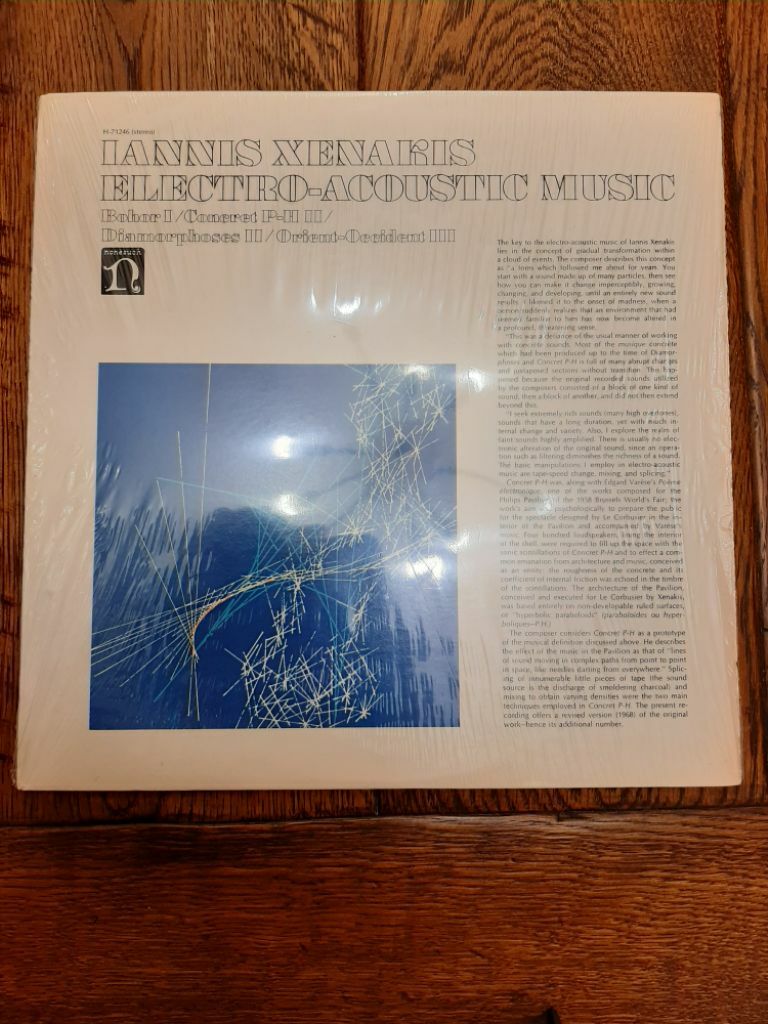 H-71246 (stereo)
IANNIS XENAKIS
ELECTRO-ACOUSTIC MUSIC
Bohor I/Concret P-H II/
Diamorphoses II/Orient-Occident III
nonesuch
n
The key to the electro-acoustic music of Iannis Xenakis
lies in the concept of gradual transformation within
a cloud of events. The composer describes this concept
as "a thesis which followed me about for years. You
start with a sound made up of many particles, then see
how you can make it change imperceptibly, growing,
changing, and developing, until an entirely new sound
results. I likened it to the onset of madness, when a
person suddenly realizes that an environment that had
seemed familiar to him has now become altered in
a profound, threatening sense.
"This was a defiance of the usual manner of working
with concrète sounds. Most of the musique concrète
which had been produced up to the time of Diamor-
phoses and Concret P-H is full of many abrupt changes
and juxtaposed sections without transition. This hap-
pened because the original recorded sounds utilized
by the composers consisted of a block of one kind of
sound, then a block of another, and did not then extend
beyond this.
"I seek extremely rich sounds (many high overtones),
sounds that have a long duration, yet with much in-
ternal change and variety. Also, I explore the realm of
faint sounds highly amplified. There is usually no elec-
tronic alteration of the original sound, since an opera-
tion such as filtering diminishes the richness of a sound.
The basic manipulations I employ in electro-acoustic
music are tape-speed change, mixing, and splicing."
Concret P-H was, along with Edgard Varèse's Poème
électronique, one of the works composed for the
Philips Pavilion at the 1958 Brussels World's Fair; the
work's aim was psychologically to prepare the public
for the spectacle designed by Le Corbusier in the in-
terior of the Pavilion and accompanied by Varèse's
music. Four hundred loudspeakers, lining the interior
of the shell, were required to fill up the space with the
sonic scintillations of Concret P-H and to effect a com-
mon emanation from architecture and music, conceived
as an entity: the roughness of the concrete and its
coefficient of internal friction was echoed in the timbre
of the scintillations. The architecture of the Pavilion,
conceived and executed for Le Corbusier by Xenakis,
was based entirely on non-developable ruled surfaces,
or "hyperbolic paraboloids" (paraboloïdes ou hyper-
boliques—P.H.)
The composer considers Concret P-H as a prototype
of the musical definition discussed above. He describes
the effect of the music in the Pavilion as that of "lines
of sound moving in complex paths from point to point
in space, like needles darting from everywhere." Splic-
ing of innumerable little pieces of tape (the sound
source is the discharge of smoldering charcoal) and
mixing to obtain varying densities were the two main
techniques employed in Concret P-H. The present re-
cording offers a revised version (1968) of the original
work—hence its additional number.